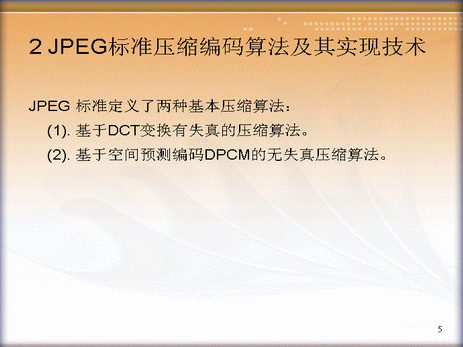 2 JPEG标准压缩编码算法及其实现技术
JPEG 标准定义了两种基本压缩算法：
(1). 基于DCT变换有失真的压缩算法。
(2). 基于空间预测编码DPCM的无失真压缩算法。
5